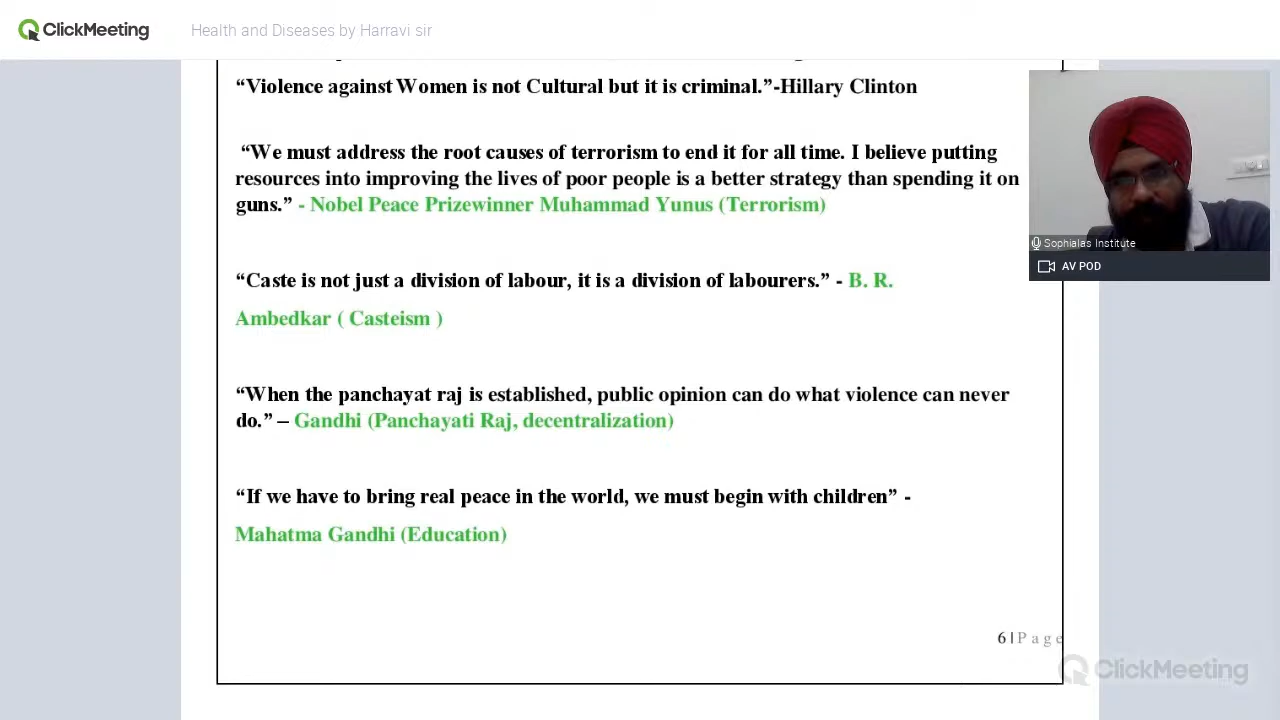 ClickMeeting
Health and Diseases by Harravi sir
“Violence against Women is not Cultural but it is criminal.”-Hillary Clinton
“We must address the root causes of terrorism to end it for all time. I believe putting
resources into improving the lives of poor people is a better strategy than spending it on
guns.” - Nobel Peace Prizewinner Muhammad Yunus (Terrorism)
“Caste is not just a division of labour, it is a division of labourers.” - B. R.
Ambedkar ( Casteism )
“When the panchayat raj is established, public opinion can do what violence can never
do.” – Gandhi (Panchayati Raj, decentralization)
“If we have to bring real peace in the world, we must begin with children” -
Mahatma Gandhi (Education)
6 | P a g e
Sophialas Institute
AV POD
ClickMeeting